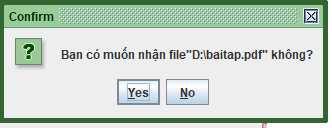 Confirm
?
Bạn có muốn nhận file"D:\baitap.pdf" không?
Yes
No